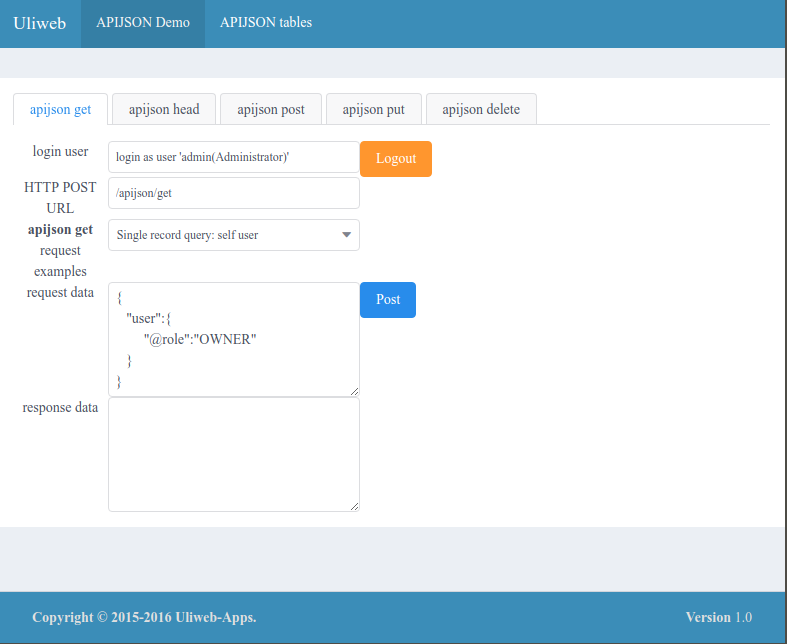 Uliweb APIJSON Demo APIJSON tables
apijson get apijson head apijson post apijson put apijson delete
login user login as user 'admin(Administrator)' Logout
HTTP POST
URL
/apijson/get
apijson get
request
examples
Single record query: self user
request data
{
"user":{
"@role":"OWNER"
}
}
Post
response data
Copyright © 2015-2016 Uliweb-Apps. Version 1.0